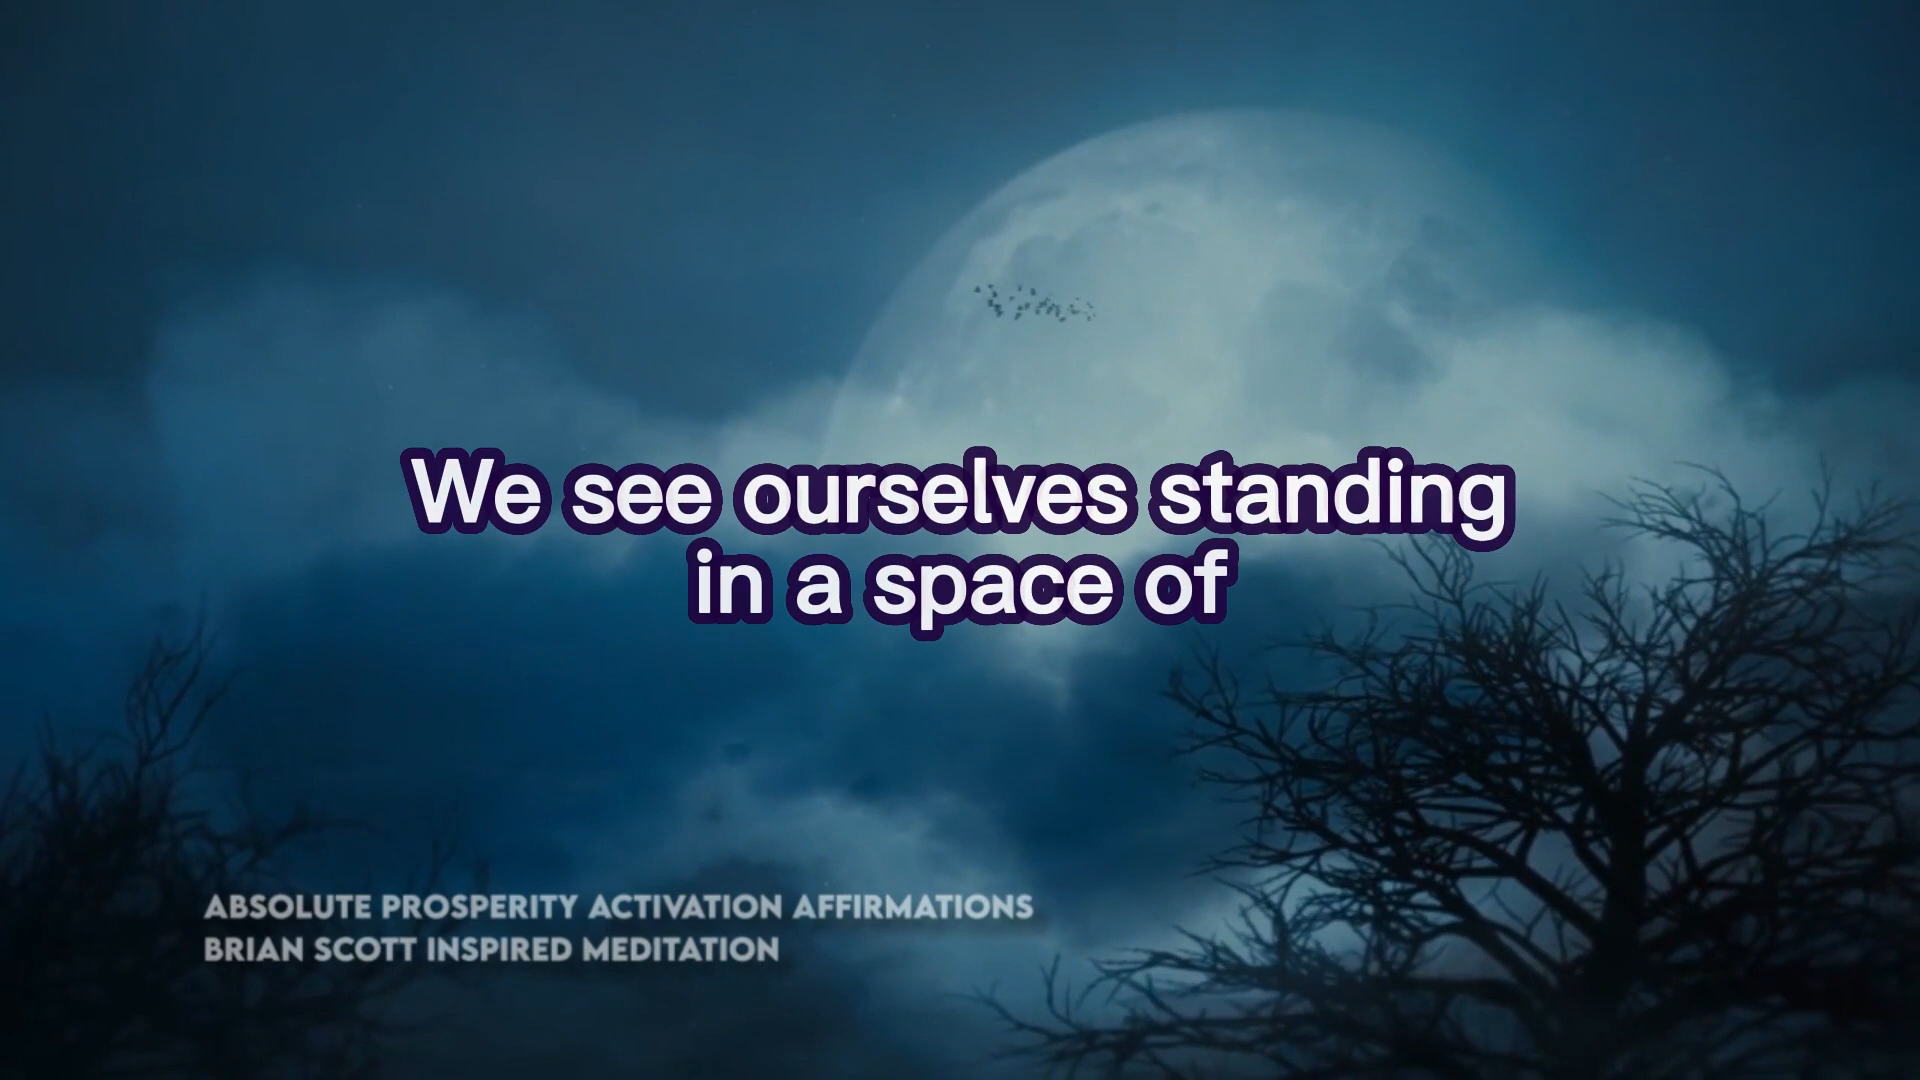 We see ourselves standing
in a space of
ABSOLUTE PROSPERITY ACTIVATION AFFIRMATIONS
BRIAN SCOTT INSPIRED MEDITATION